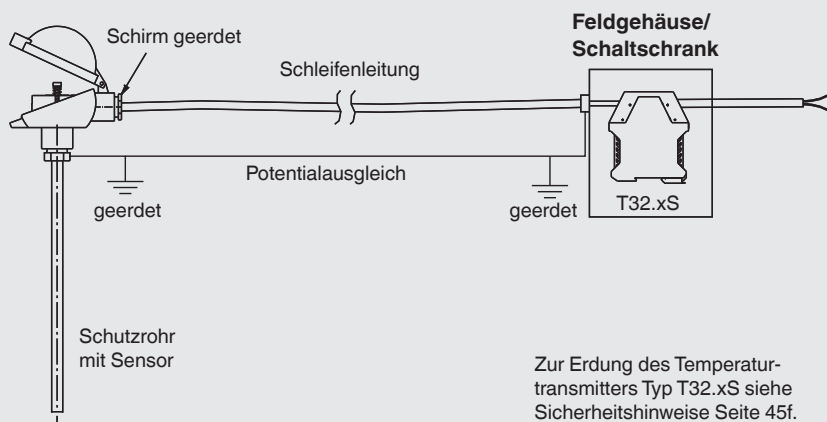 Feldgehäuse/
Schaltschrank
Schirm geerdet
Schleifenleitung
Potentialausgleich
geerdet
geerdet
T32.xS
Schutzrohr
mit Sensor
Zur Erdung des Temperatur-
transmitters Typ T32.xS siehe
Sicherheitshinweise Seite 45f.